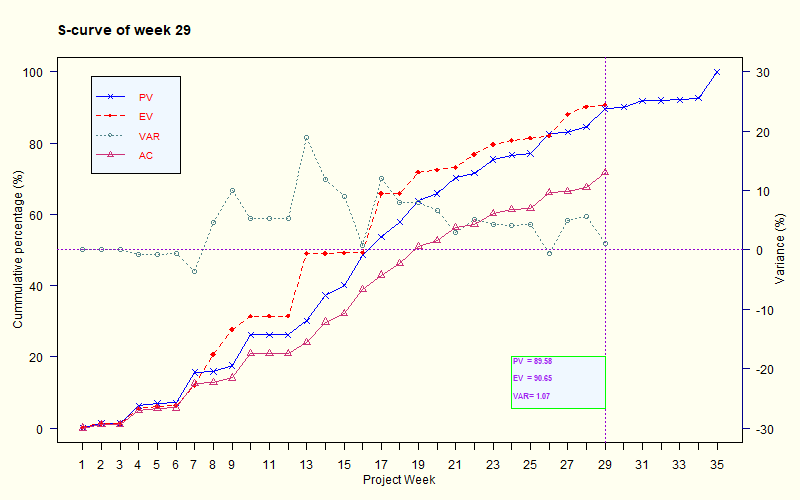 S-curve of week 29
PV
EV
VAR
AC
100
80
60
40
20
0
Cummulative percentage (%)
30
20
10
0
-10
-20
-30
Variance (%)
PV = 89.58
EV = 90.65
VAR= 1.07
1 2 3 4 5 6 7 8 9 11 13 15 17 19 21 23 25 27 29 31 33 35
Project Week